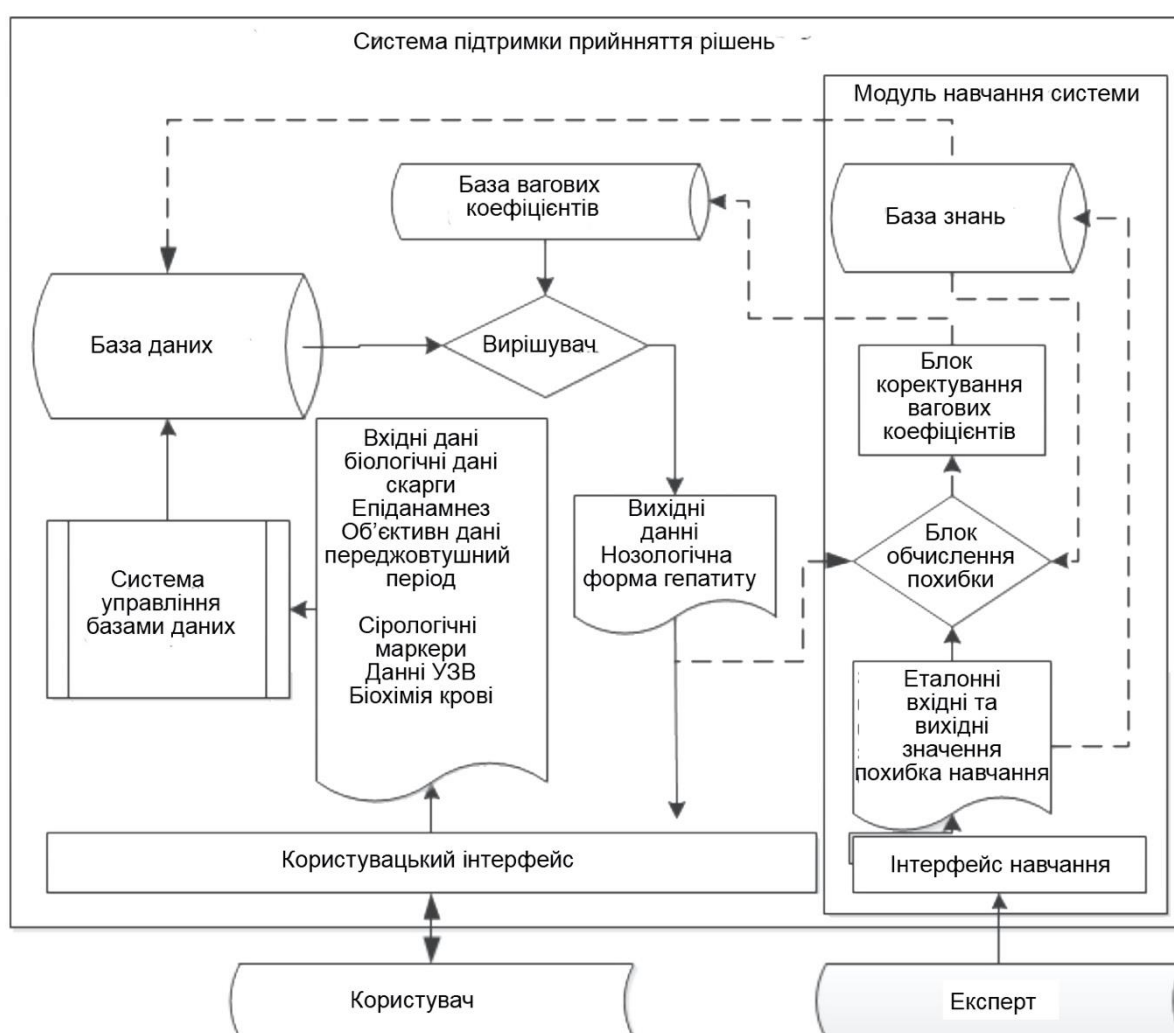 Система підтримки прийнняття рішень
Модуль навчання системи
База вагових
коефіцієнтів
База знань
База даних
Вирішувач
Блок
коректування
вагових
коефіцієнтів
Вхідні дані
біологічні дані
скарги
Епіданамнез
Об’єктивн дані
переджовтушний
період
Сірологічні
маркери
Данні УЗВ
Біохімія крові
Вихідні
данні
Нозологічна
форма гепатиту
Блок
обчислення
похибки
Система
управління
базами даних
Еталонні
вхідні та
вихідні
значення
похибка навчання
Користувацький інтерфейс
Інтерфейс навчання
Користувач
Експерт